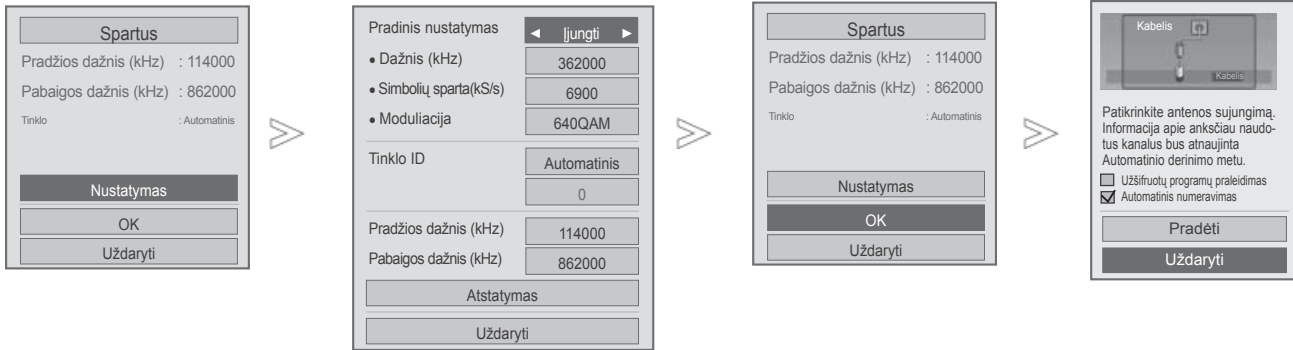 Spartus
Pradžios dažnis (kHz) : 114000
Pabaigos dažnis (kHz) : 862000
Tinklo : Automatinis
Nustatymas
OK
Uždaryti
Pradinis nustatymas ◄ Įjungti ►
• Dažnis (kHz) 362000
• Simbolių sparta(kS/s) 6900
• Moduliacija 640QAM
Tinklo ID Automatinis
0
Pradžios dažnis (kHz) 114000
Pabaigos dažnis (kHz) 862000
Atstatymas
Uždaryti
Spartus
Pradžios dažnis (kHz) : 114000
Pabaigos dažnis (kHz) : 862000
Tinklo : Automatinis
Nustatymas
OK
Uždaryti
Kabelis
Kabelis
Patikrinkite antenos sujungimą.
Informacija apie anksčiau naudo-
tus kanalus bus atnaujinta
Automatinio derinimo metu.
Užšifruotų programų praleidimas
Automatinis numeravimas
Pradėti
Uždaryti